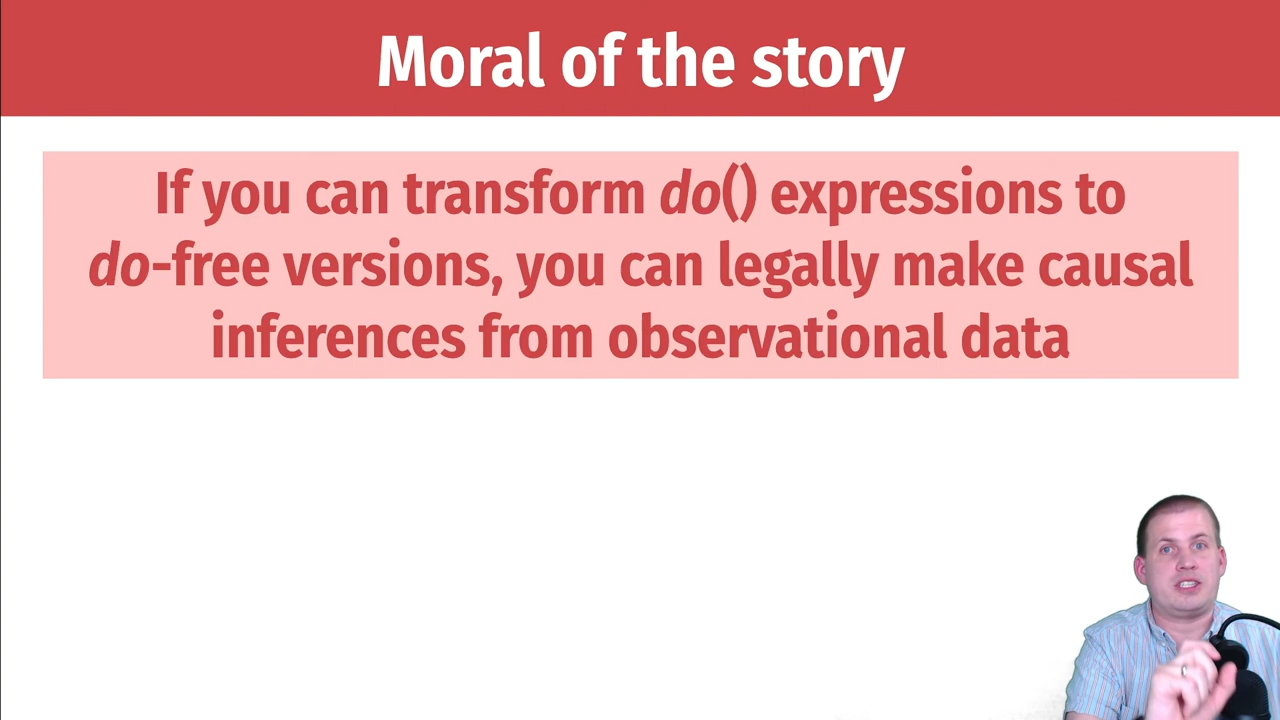 Moral of the story
If you can transform do() expressions to
do-free versions, you can legally make causal
inferences from observational data